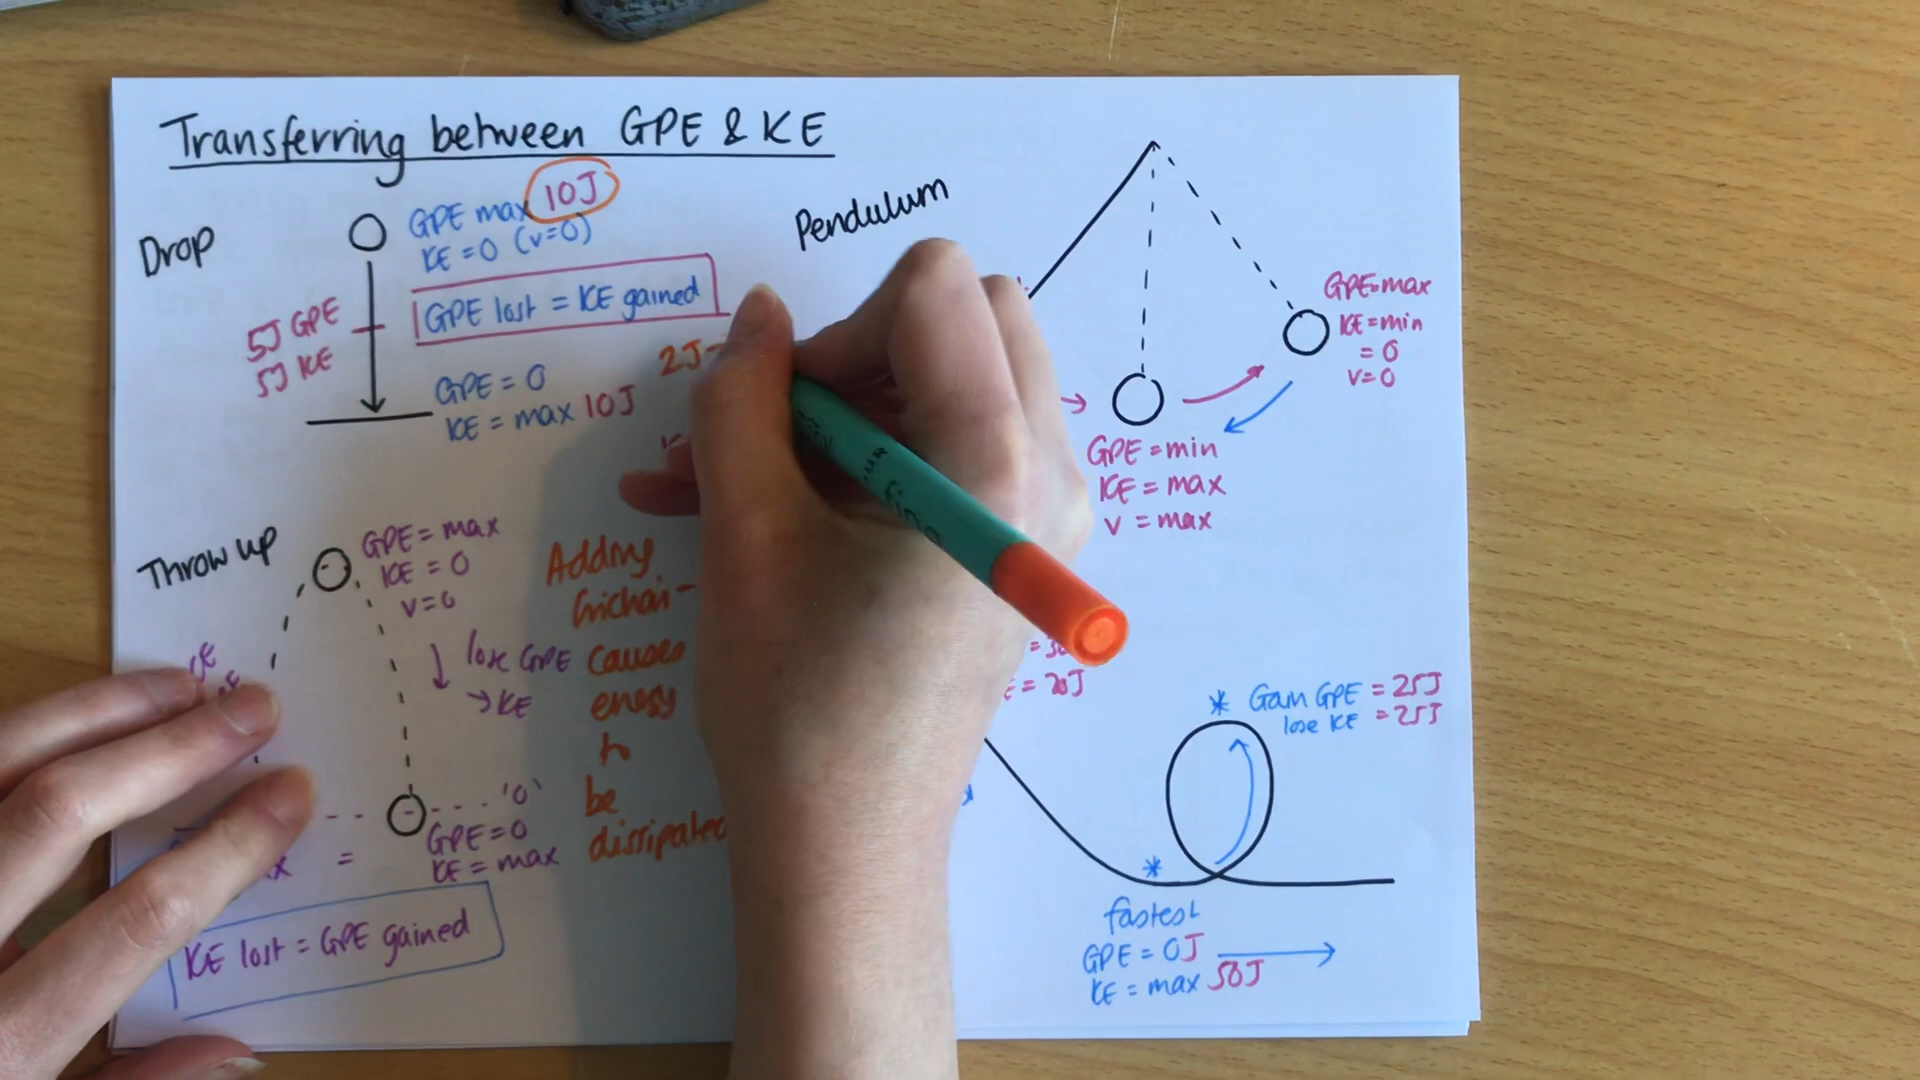 Transferring between GPE & KE
Drop
GPE max 10J
KE = 0 (v=0)
GPE lost = KE gained
5J GPE
5J KE
GPE = 0
KE = max 10J
2J
Pendulum
GPE=max
KE=min
= 0
v=0
GPE=min
KE = max
v = max
Throw up
GPE = max
KE = 0
v=0
lose GPE
→ KE
'0'
GPE=0
KE = max
=
KE lost = GPE gained
Adding
causes
energy
to
be
dissipated
= 20J
Gain GPE = 25J
lose KE = 25J
fastest
GPE = 0J
KE = max 50J
fine